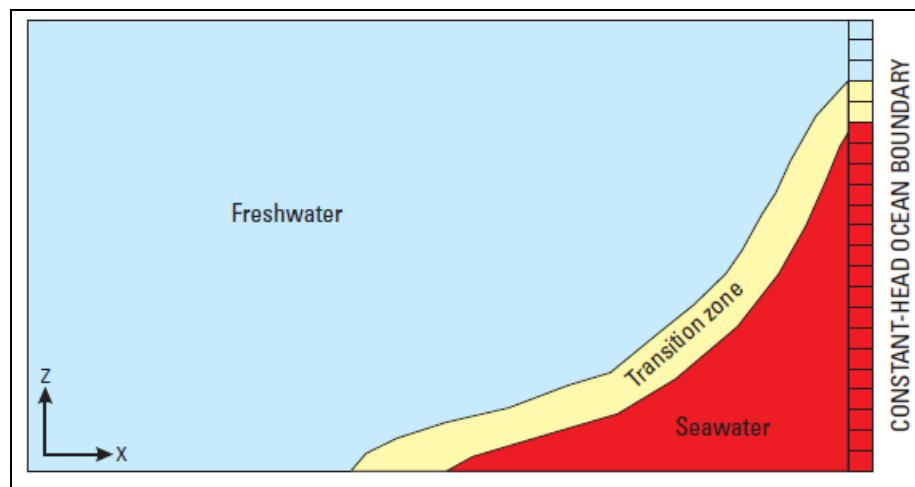 Freshwater
Transition zone
Seawater
CONSTANT-HEAD OCEAN BOUNDARY
Z
X